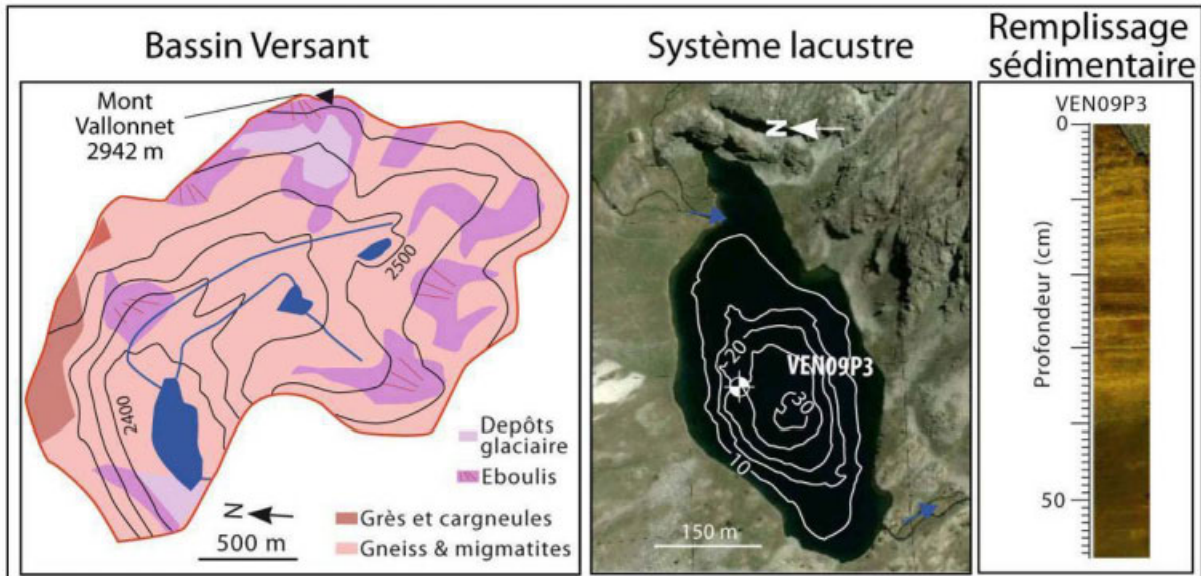 Bassin Versant
Mont
Vallonnet
2942 m
2500
2400
Depôts
glaciaire
Eboulis
N
Grès et cargneules
500 m
Gneiss & migmatites
Système lacustre
N
20
VEN09P3
30
10
150 m
Remplissage
sédimentaire
VEN09P3
0
Profondeur (cm)
50